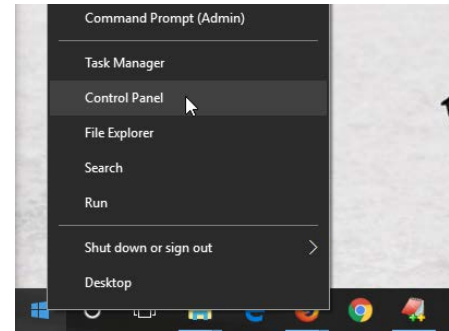 Command Prompt (Admin)
Task Manager
Control Panel
File Explorer
Search
Run
Shut down or sign out
Desktop